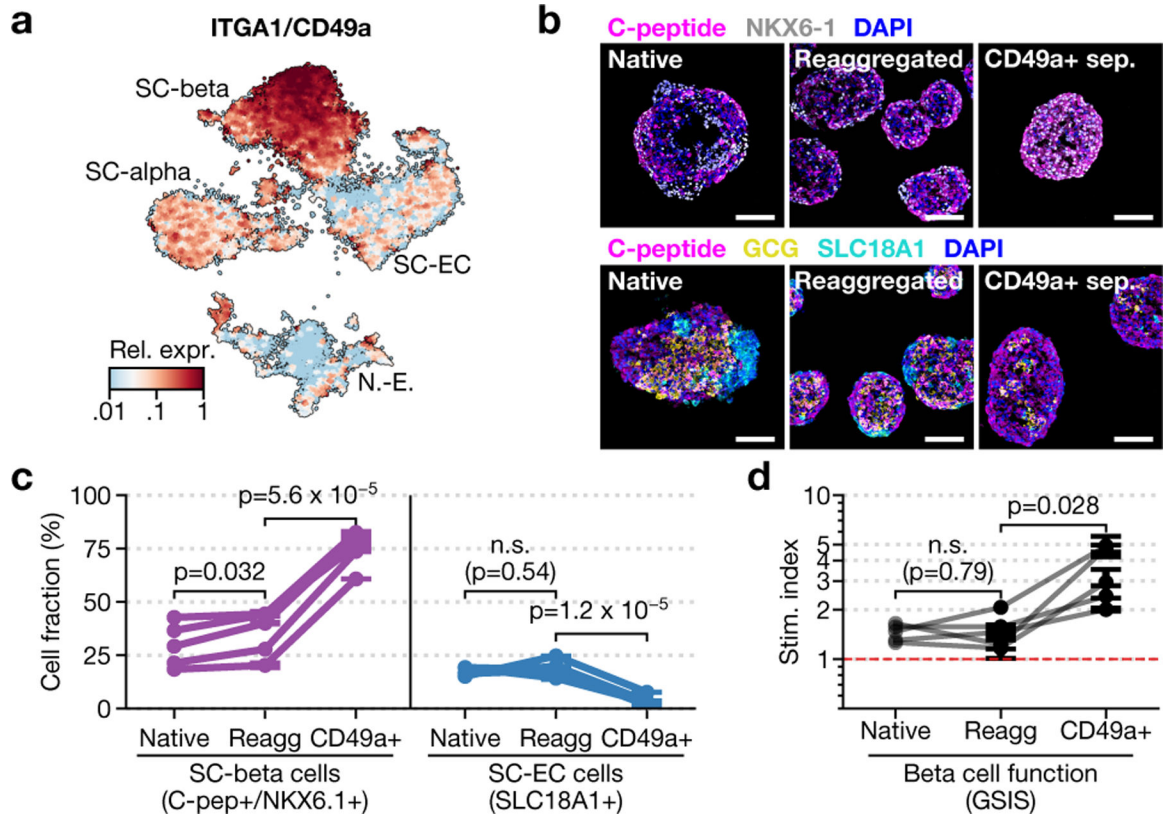 a
ITGA1/CD49a
SC-beta
SC-alpha
SC-EC
N.-E.
Rel. expr.
.01 .1 1
b
C-peptide NKX6-1 DAPI
Native Reaggregated CD49a+ sep.
C-peptide GCG SLC18A1 DAPI
Native Reaggregated CD49a+ sep.
c
Cell fraction (%)
100
75
50
25
0
p=5.6 x 10⁻⁵
p=0.032
n.s.
(p=0.54)
p=1.2 x 10⁻⁵
Native Reagg CD49a+
SC-beta cells
(C-pep+/NKX6.1+)
Native Reagg CD49a+
SC-EC cells
(SLC18A1+)
d
Stim. index
10
5
3
2
1
p=0.028
n.s.
(p=0.79)
Native Reagg CD49a+
Beta cell function
(GSIS)